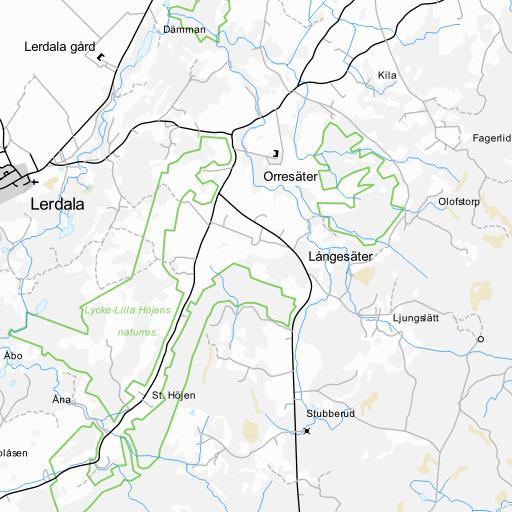 Dämman
Lerdala gård
Kila
Fagerlid
Orresäter
Lerdala
Olofstorp
Långesäter
Lycke-Lilla Höjens
naturres.
Ljungslätt
Åbo
Åna
St. Höjen
Stubberud
olåsen